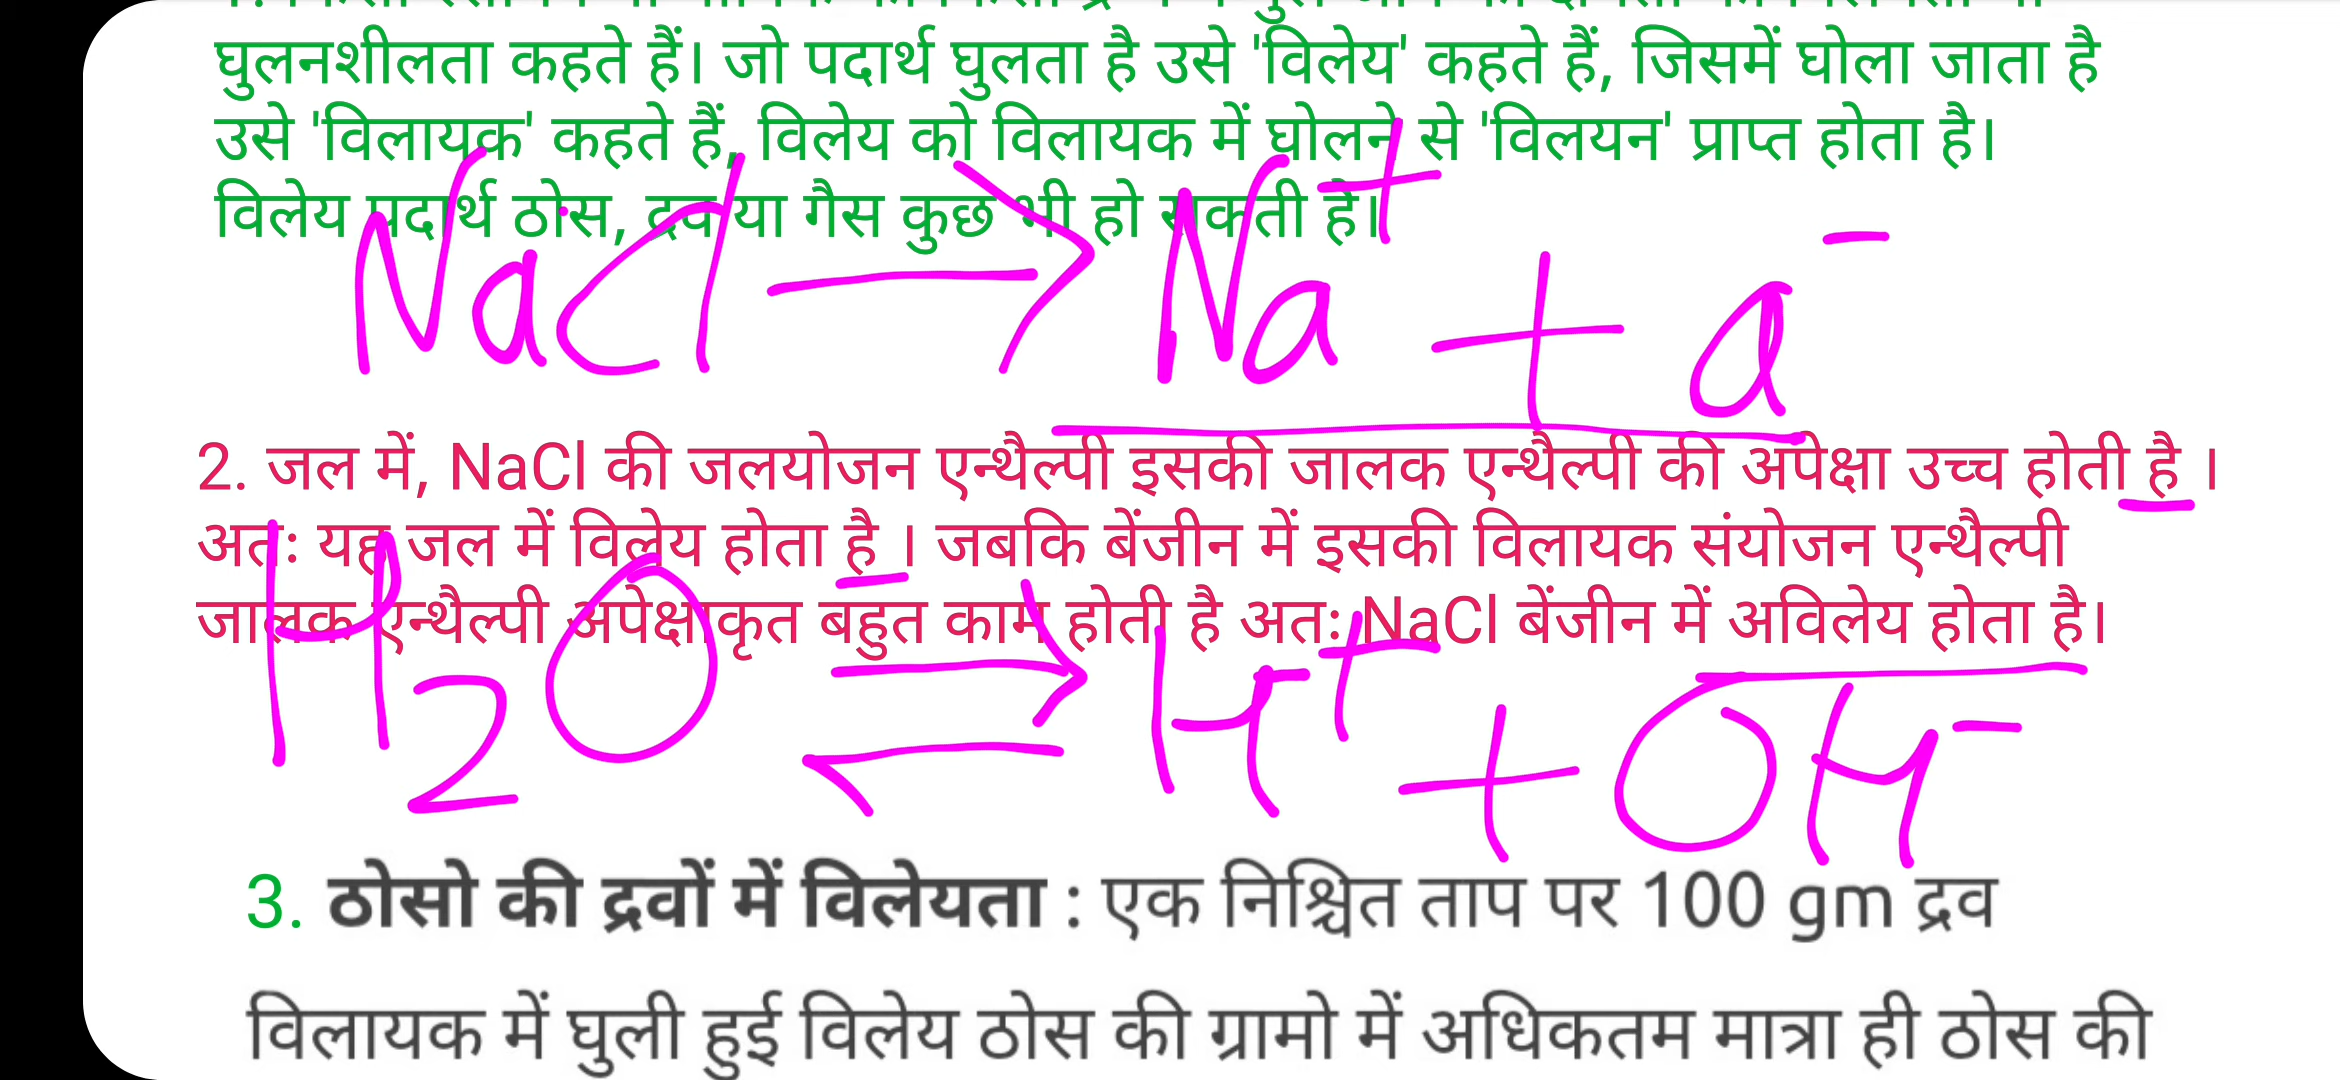 घुलनशीलता कहते हैं। जो पदार्थ घुलता है उसे 'विलेय' कहते हैं, जिसमें घोला जाता है
उसे 'विलायक' कहते हैं, विलेय को विलायक में घोलने से 'विलयन' प्राप्त होता है।
विलेय पदार्थ ठोस, द्रव या गैस कुछ भी हो सकती है।
NaCl → Na⁺ + a⁻
2. जल में, NaCl की जलयोजन एन्थैल्पी इसकी जालक एन्थैल्पी की अपेक्षा उच्च होती है ।
अतः यह जल में विलेय होता है । जबकि बेंजीन में इसकी विलायक संयोजन एन्थैल्पी
जालक एन्थैल्पी अपेक्षाकृत बहुत काम होती है अतः NaCl बेंजीन में अविलेय होता है।
H₂O ⇌ H⁺ + OH⁻
3. ठोसो की द्रवों में विलेयता : एक निश्चित ताप पर 100 gm द्रव
विलायक में घुली हुई विलेय ठोस की ग्रामो में अधिकतम मात्रा ही ठोस की